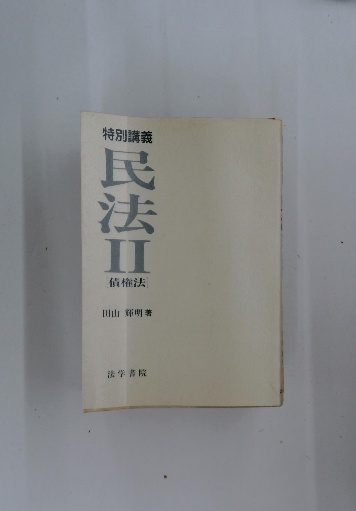 特別講義
民法
II
[債権法]
田山 輝明 著
法学書院